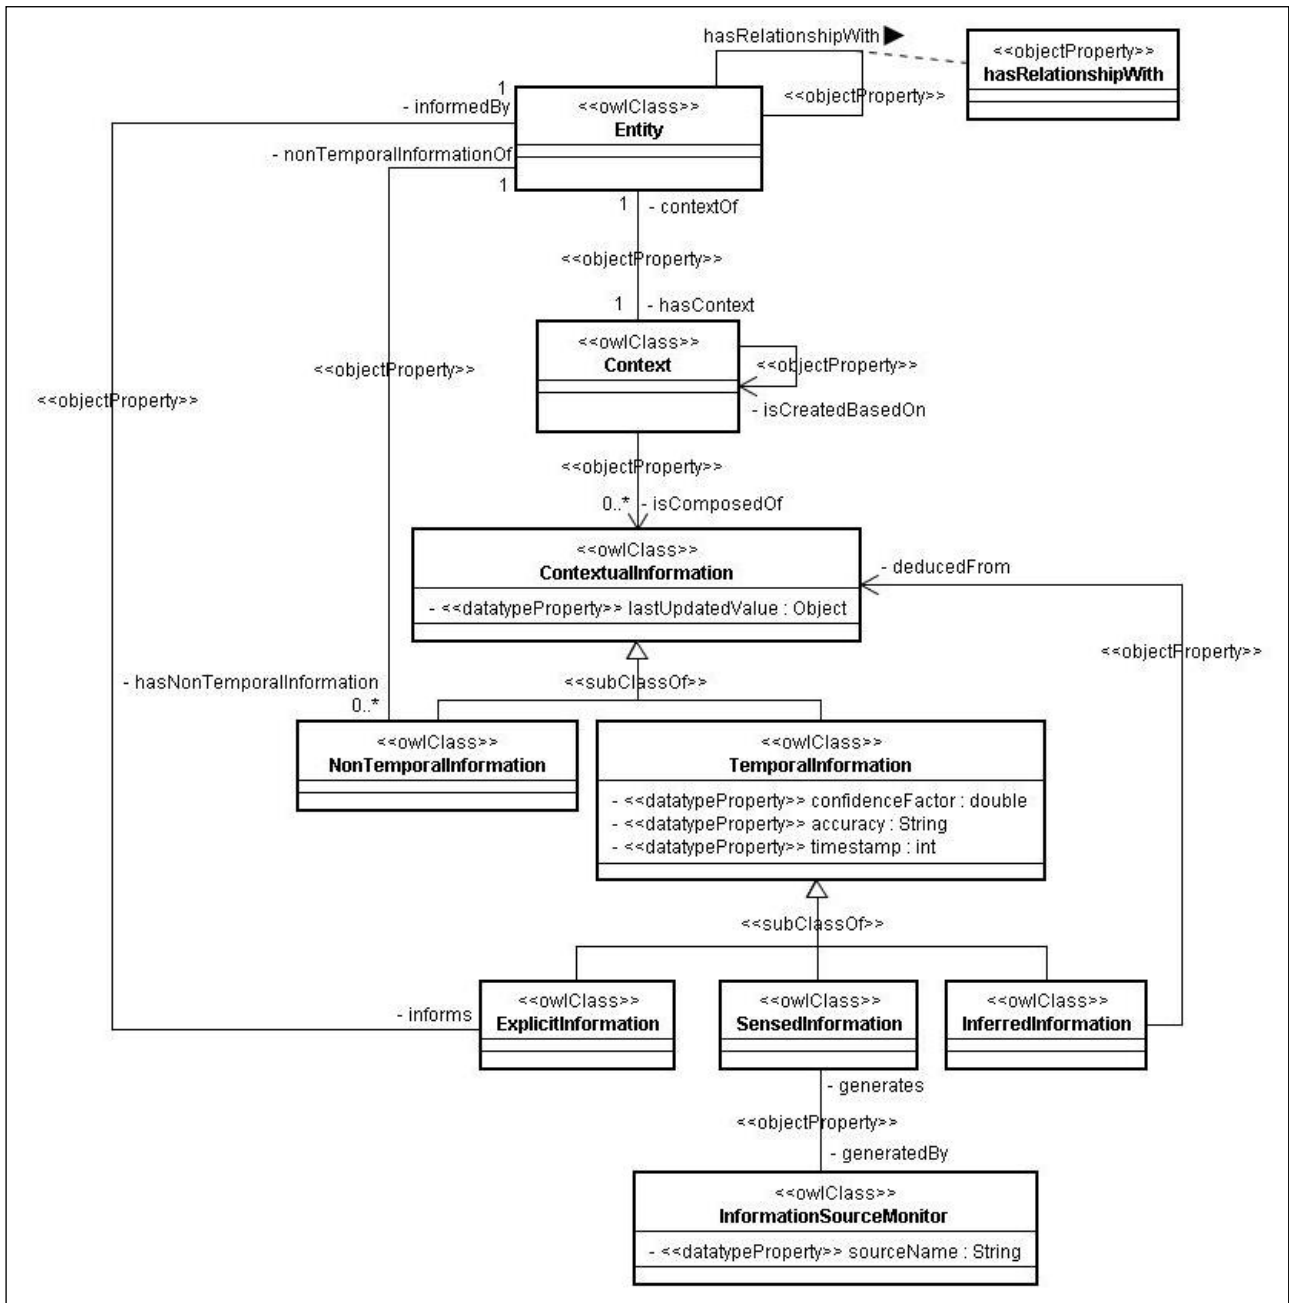 hasRelationshipWith
<<objectProperty>>
hasRelationshipWith
<<objectProperty>>
1
- informedBy
<<owlClass>>
Entity
- nonTemporalInformationOf
1
1
- contextOf
<<objectProperty>>
1
- hasContext
<<owlClass>>
Context
<<objectProperty>>
- isCreatedBasedOn
<<objectProperty>>
<<objectProperty>>
<<objectProperty>>
0..*
- isComposedOf
<<owlClass>>
ContextualInformation
- <<datatypeProperty>> lastUpdatedValue : Object
- deducedFrom
<<objectProperty>>
- hasNonTemporalInformation
0..*
<<subClassOf>>
<<owlClass>>
NonTemporalInformation
<<owlClass>>
TemporalInformation
- <<datatypeProperty>> confidenceFactor : double
- <<datatypeProperty>> accuracy : String
- <<datatypeProperty>> timestamp : int
<<subClassOf>>
- informs
<<owlClass>>
ExplicitInformation
<<owlClass>>
SensedInformation
<<owlClass>>
InferredInformation
- generates
<<objectProperty>>
- generatedBy
<<owlClass>>
InformationSourceMonitor
- <<datatypeProperty>> sourceName : String